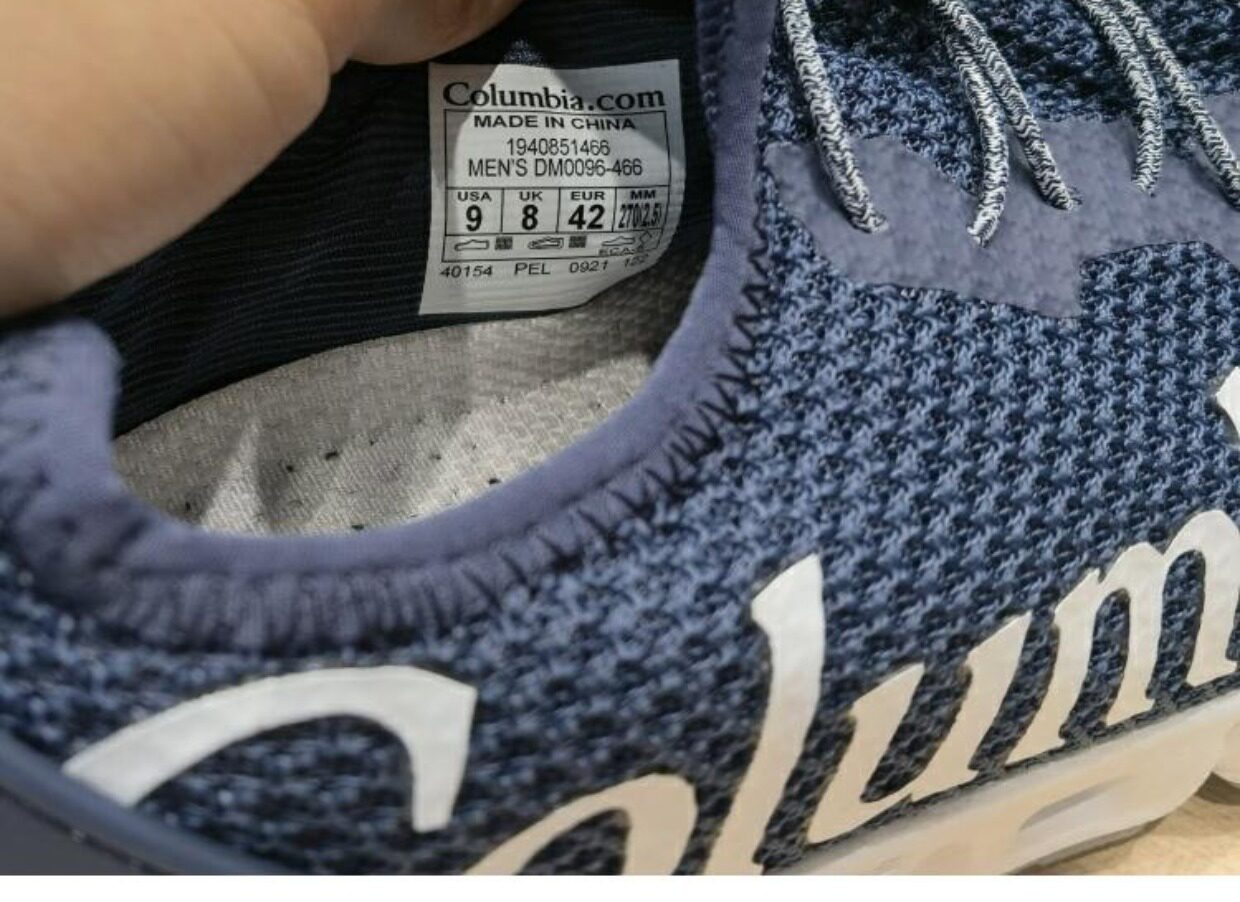 Columbia.com
MADE IN CHINA
1940851466
MEN'S DM0096-466
USA UK EUR MM
9 8 42 270(2.5)
40154 PEL 0921 122
Colum